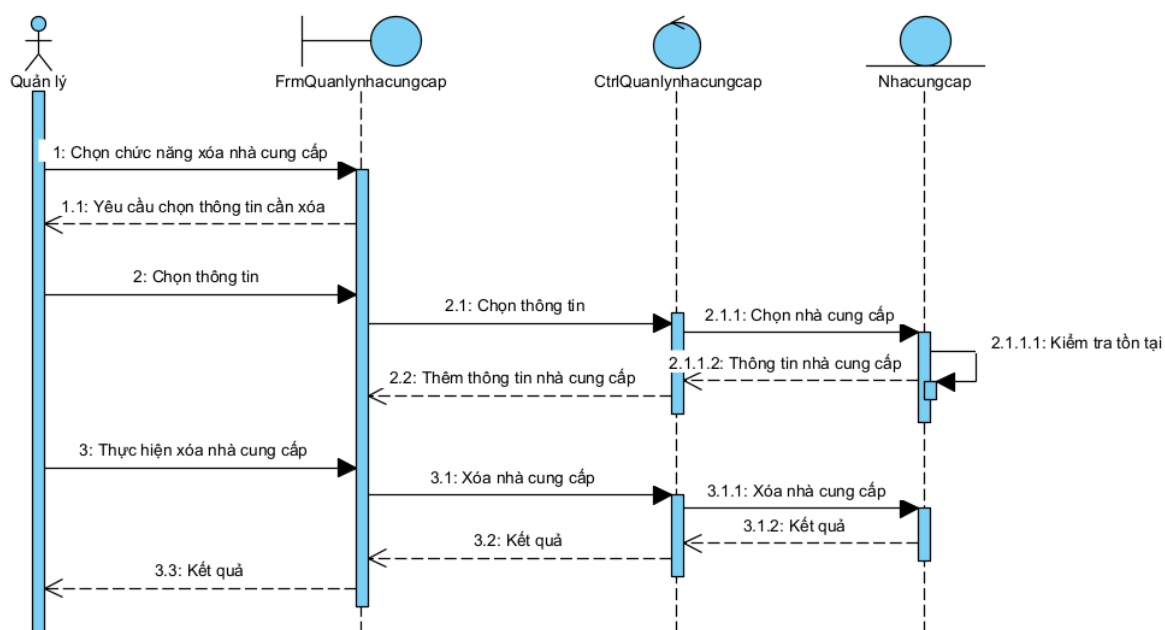 Quản lý
FrmQuanlynhacungcap
CtrlQuanlynhacungcap
Nhacungcap
1: Chọn chức năng xóa nhà cung cấp
1.1: Yêu cầu chọn thông tin cần xóa
2: Chọn thông tin
2.1: Chọn thông tin
2.1.1: Chọn nhà cung cấp
2.1.1.1: Kiểm tra tồn tại
2.1.1.2: Thông tin nhà cung cấp
2.2: Thêm thông tin nhà cung cấp
3: Thực hiện xóa nhà cung cấp
3.1: Xóa nhà cung cấp
3.1.1: Xóa nhà cung cấp
3.1.2: Kết quả
3.2: Kết quả
3.3: Kết quả